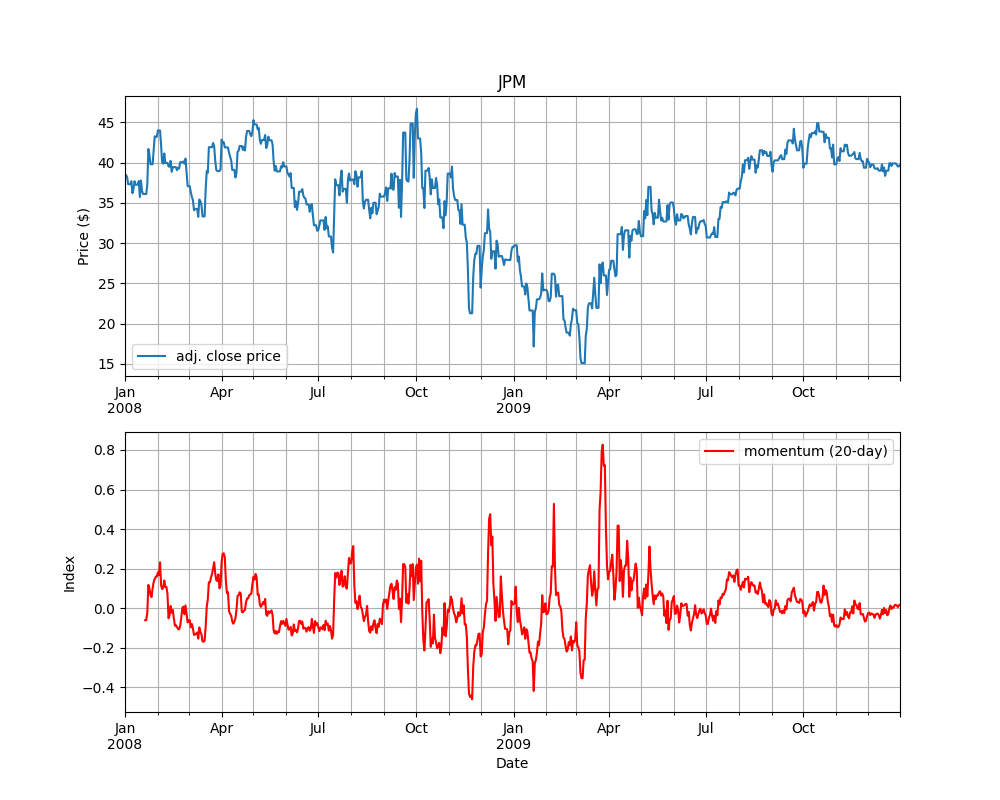 JPM
Price ($)
45
40
35
30
25
20
15
adj. close price
Jan Apr Jul Oct Jan Apr Jul Oct
2008 2009
Index
0.8
0.6
0.4
0.2
0.0
−0.2
−0.4
momentum (20-day)
Jan Apr Jul Oct Jan Apr Jul Oct
2008 2009
Date